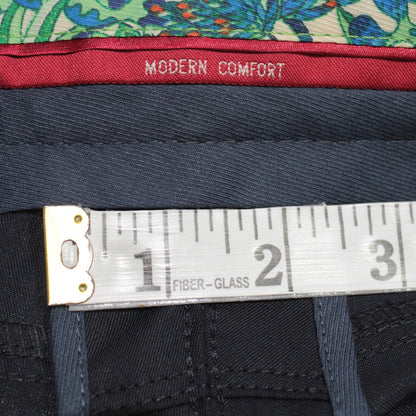 MODERN COMFORT
1 FIBER-GLASS 2 3